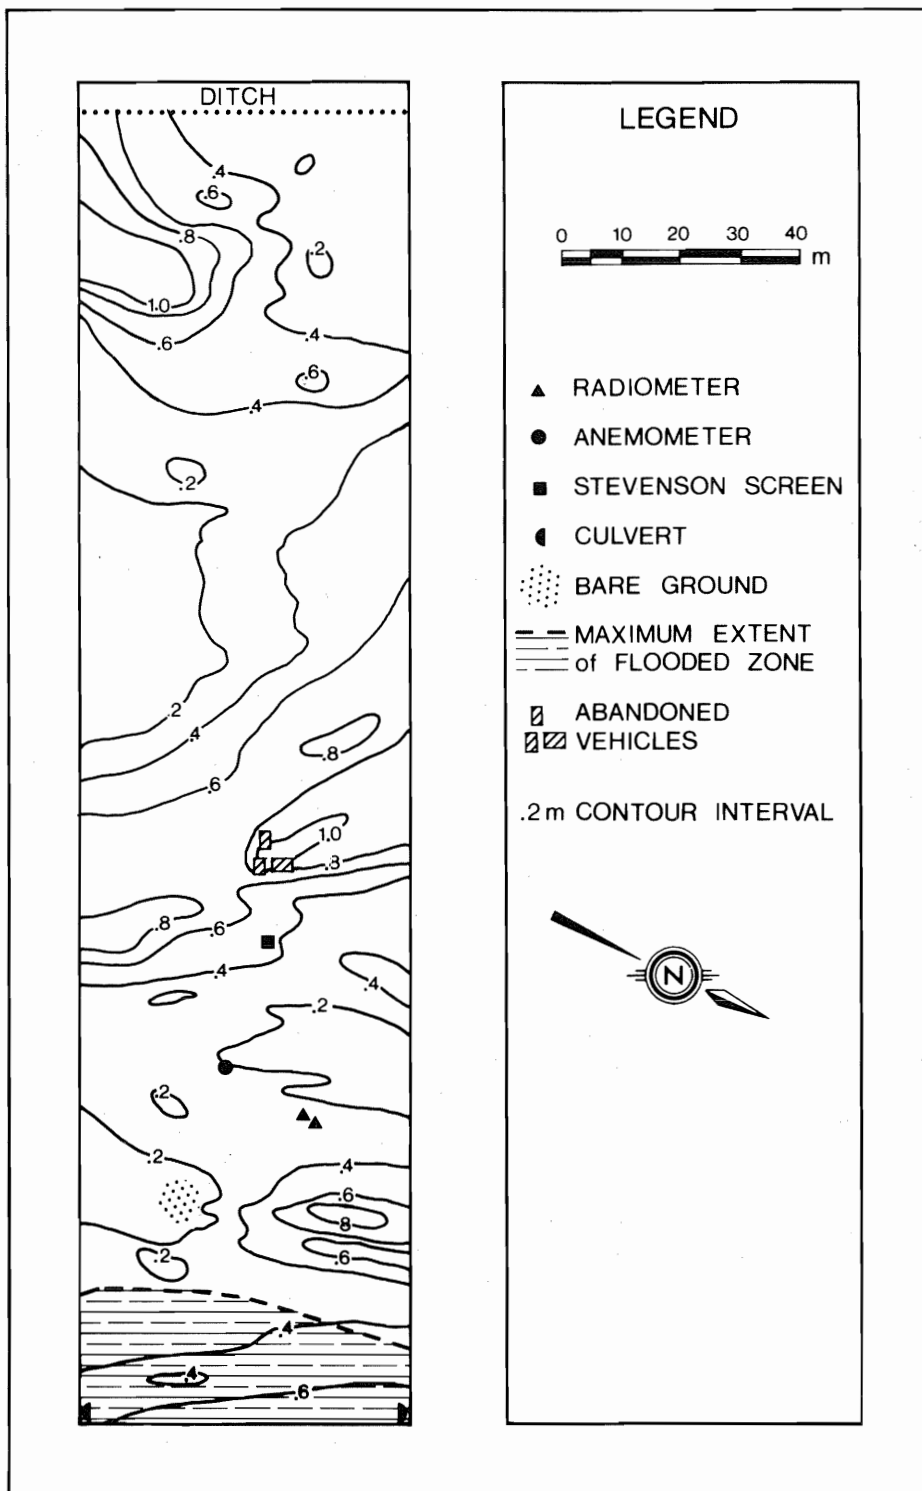 DITCH
.4
.6
.8
.2
1.0
.6
.4
.6
.4
.2
.2
.4
.6
.8
1.0
.8
.8
.6
.4
.4
.2
.2
.2
.4
.6
.8
.6
.2
.4
.4
.6
LEGEND
0 10 20 30 40
m
RADIOMETER
ANEMOMETER
STEVENSON SCREEN
CULVERT
BARE GROUND
MAXIMUM EXTENT
of FLOODED ZONE
ABANDONED
VEHICLES
.2m CONTOUR INTERVAL
N